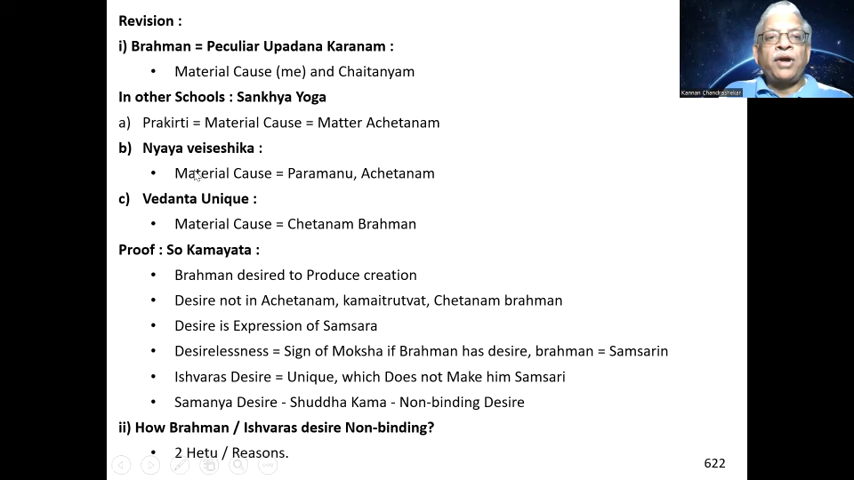 Revision :
i) Brahman = Peculiar Upadana Karanam :
• Material Cause (me) and Chaitanyam
In other Schools : Sankhya Yoga
a) Prakirti = Material Cause = Matter Achetanam
b) Nyaya veiseshika :
• Material Cause = Paramanu, Achetanam
c) Vedanta Unique :
• Material Cause = Chetanam Brahman
Proof : So Kamayata :
• Brahman desired to Produce creation
• Desire not in Achetanam, kamaitrutvat, Chetanam brahman
• Desire is Expression of Samsara
• Desirelessness = Sign of Moksha if Brahman has desire, brahman = Samsarin
• Ishvaras Desire = Unique, which Does not Make him Samsari
• Samanya Desire - Shuddha Kama - Non-binding Desire
ii) How Brahman / Ishvaras desire Non-binding?
• 2 Hetu / Reasons.
622
Kannan Chandrasekar